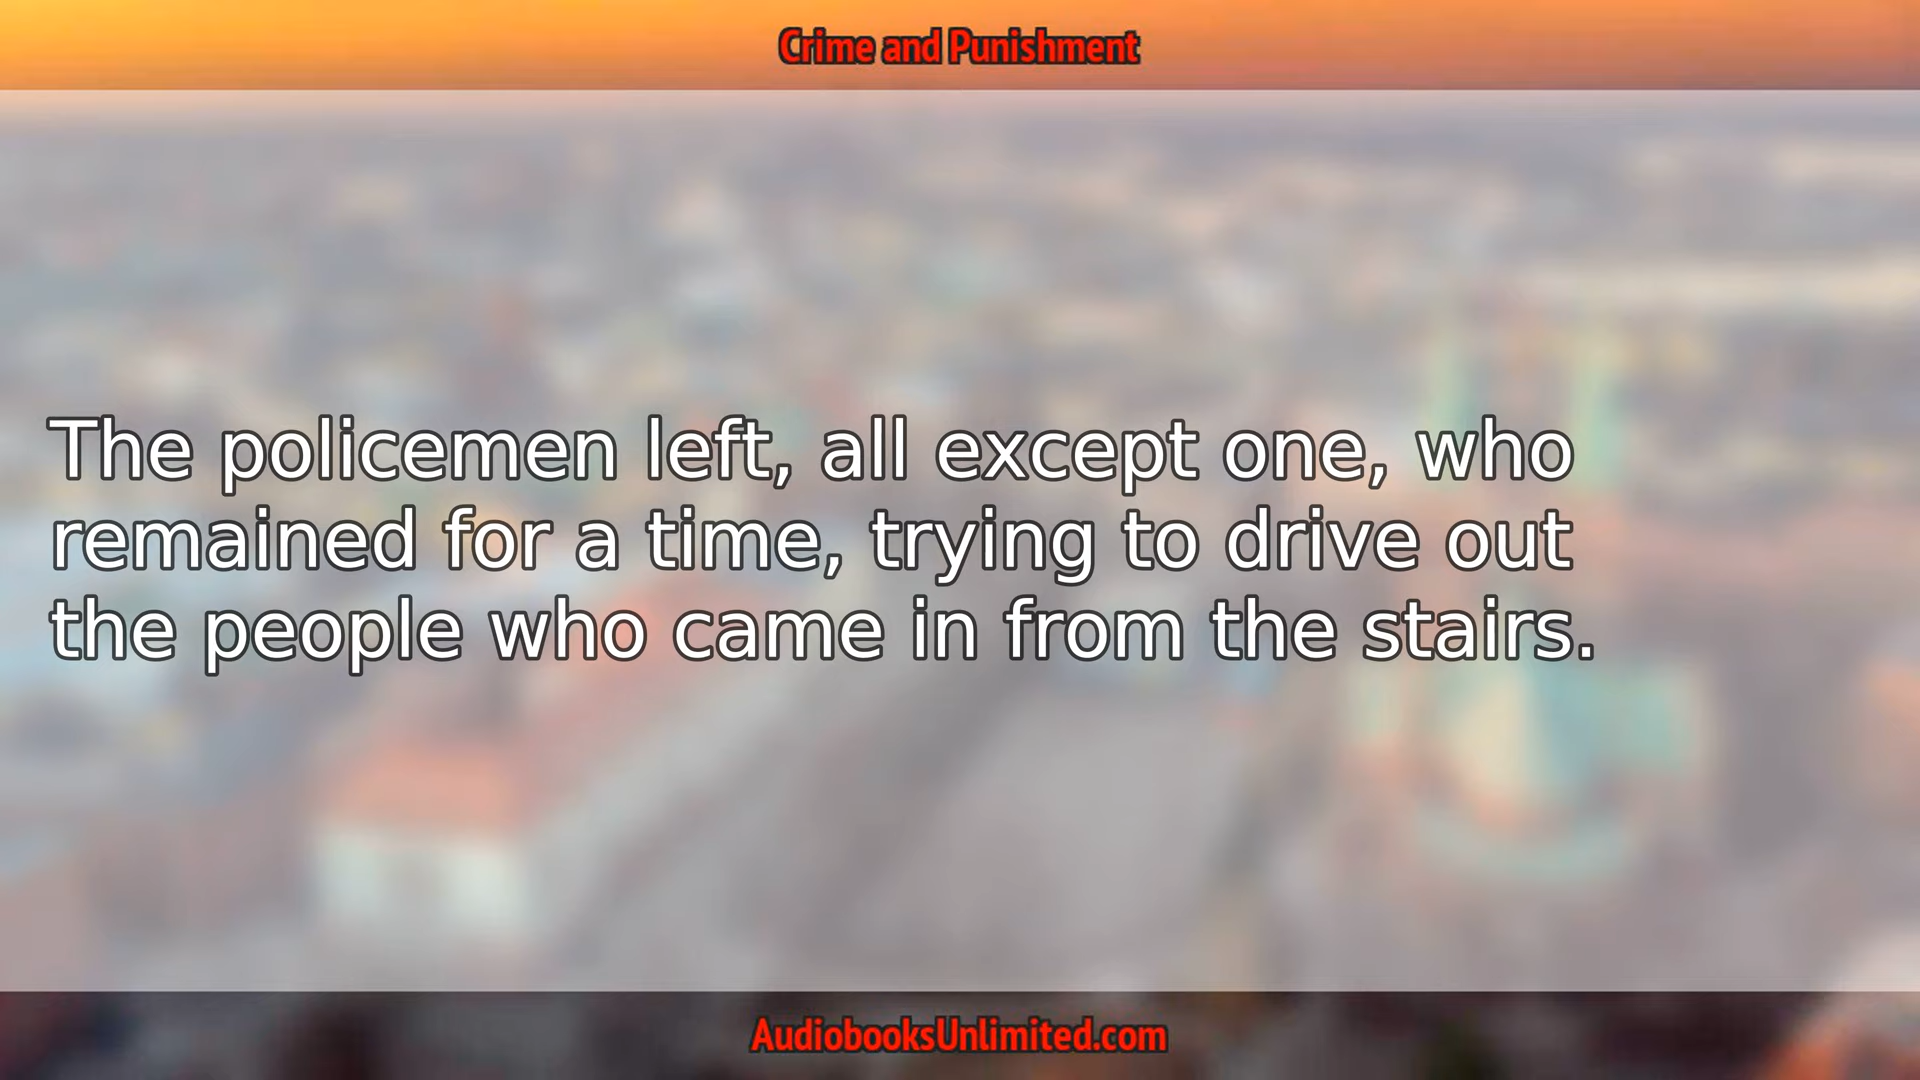 Crime and Punishment
The policemen left, all except one, who
remained for a time, trying to drive out
the people who came in from the stairs.
AudiobooksUnlimited.com